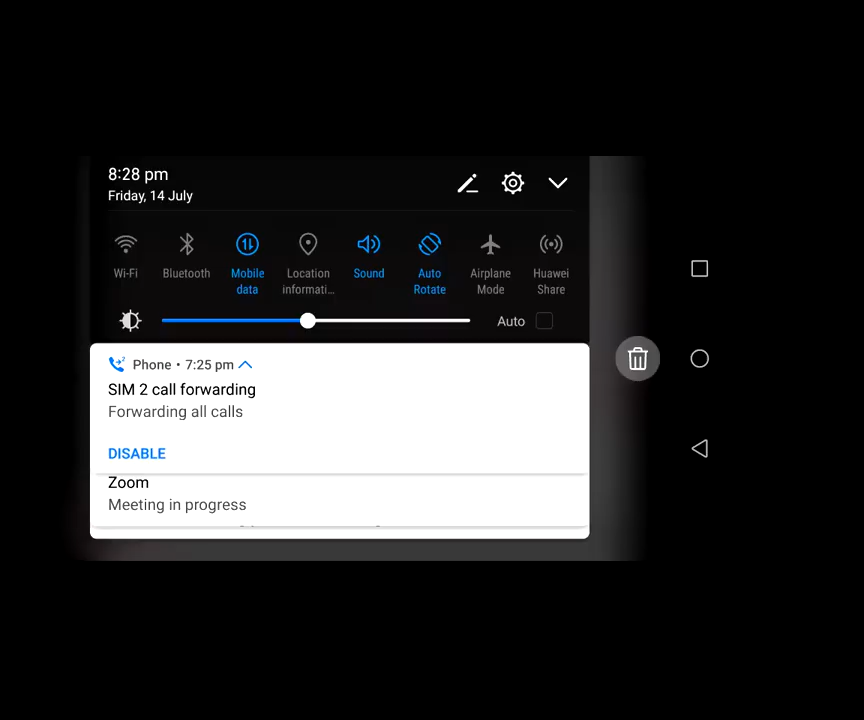 8:28 pm
Friday, 14 July
Wi-Fi
Bluetooth
Mobile
data
Location
informati...
Sound
Auto
Rotate
Airplane
Mode
Huawei
Share
Auto
Phone • 7:25 pm
SIM 2 call forwarding
Forwarding all calls
DISABLE
Zoom
Meeting in progress